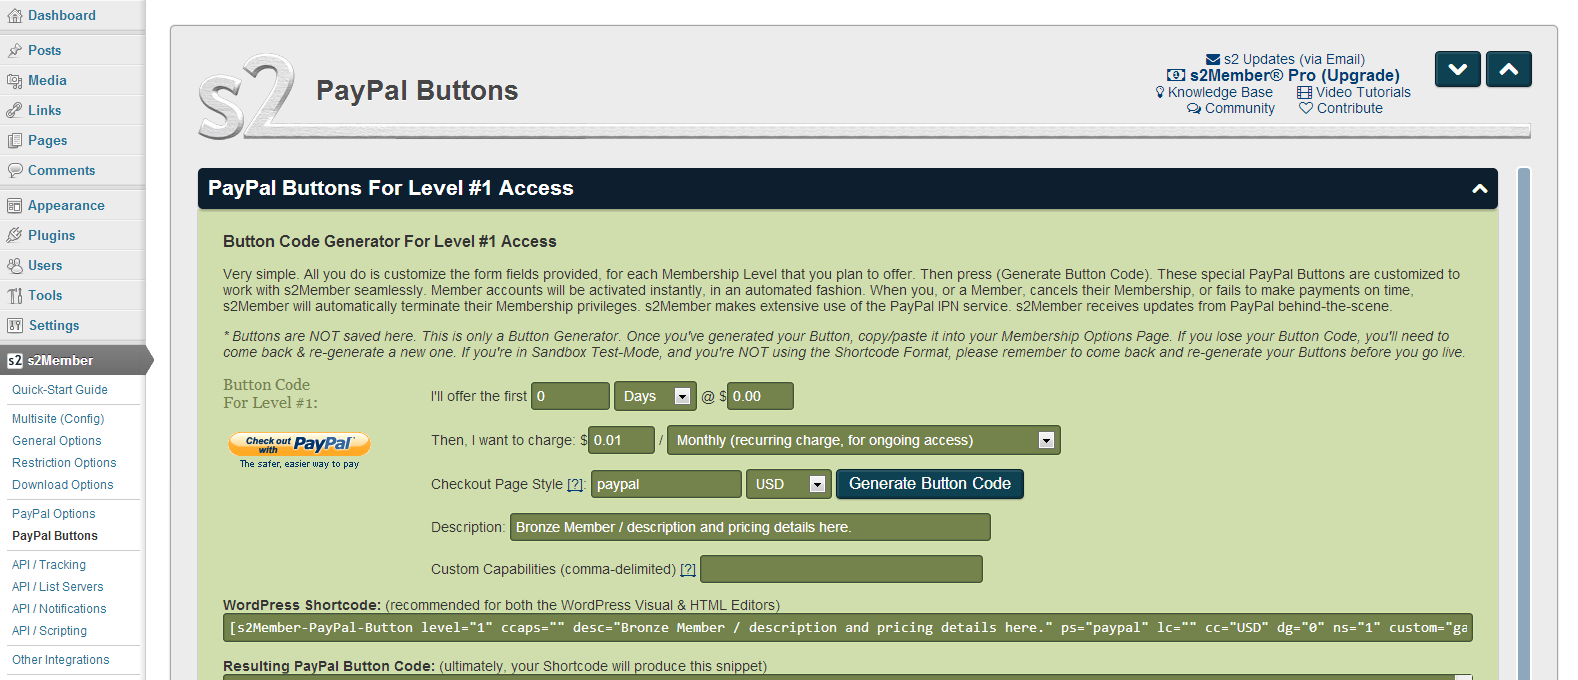 Dashboard
Posts
Media
Links
Pages
Comments
Appearance
Plugins
Users
Tools
Settings
s2 s2Member
Quick-Start Guide
Multisite (Config)
General Options
Restriction Options
Download Options
PayPal Options
PayPal Buttons
API / Tracking
API / List Servers
API / Notifications
API / Scripting
Other Integrations
s2 PayPal Buttons
s2 Updates (via Email)
s2Member® Pro (Upgrade)
Knowledge Base Video Tutorials
Community Contribute
PayPal Buttons For Level #1 Access
Button Code Generator For Level #1 Access
Very simple. All you do is customize the form fields provided, for each Membership Level that you plan to offer. Then press (Generate Button Code). These special PayPal Buttons are customized to
work with s2Member seamlessly. Member accounts will be activated instantly, in an automated fashion. When you, or a Member, cancels their Membership, or fails to make payments on time,
s2Member will automatically terminate their Membership privileges. s2Member makes extensive use of the PayPal IPN service. s2Member receives updates from PayPal behind-the-scene.
* Buttons are NOT saved here. This is only a Button Generator. Once you've generated your Button, copy/paste it into your Membership Options Page. If you lose your Button Code, you'll need to
come back & re-generate a new one. If you're in Sandbox Test-Mode, and you're NOT using the Shortcode Format, please remember to come back and re-generate your Buttons before you go live.
Button Code
For Level #1:
Check out
with PayPal
The safer, easier way to pay
I'll offer the first 0 Days @ $ 0.00
Then, I want to charge: $ 0.01 / Monthly (recurring charge, for ongoing access)
Checkout Page Style [?]: paypal USD Generate Button Code
Description: Bronze Member / description and pricing details here.
Custom Capabilities (comma-delimited) [?]
WordPress Shortcode: (recommended for both the WordPress Visual & HTML Editors)
[s2Member-PayPal-Button level="1" ccaps="" desc="Bronze Member / description and pricing details here." ps="paypal" lc="" cc="USD" dg="0" ns="1" custom="ga
Resulting PayPal Button Code: (ultimately, your Shortcode will produce this snippet)